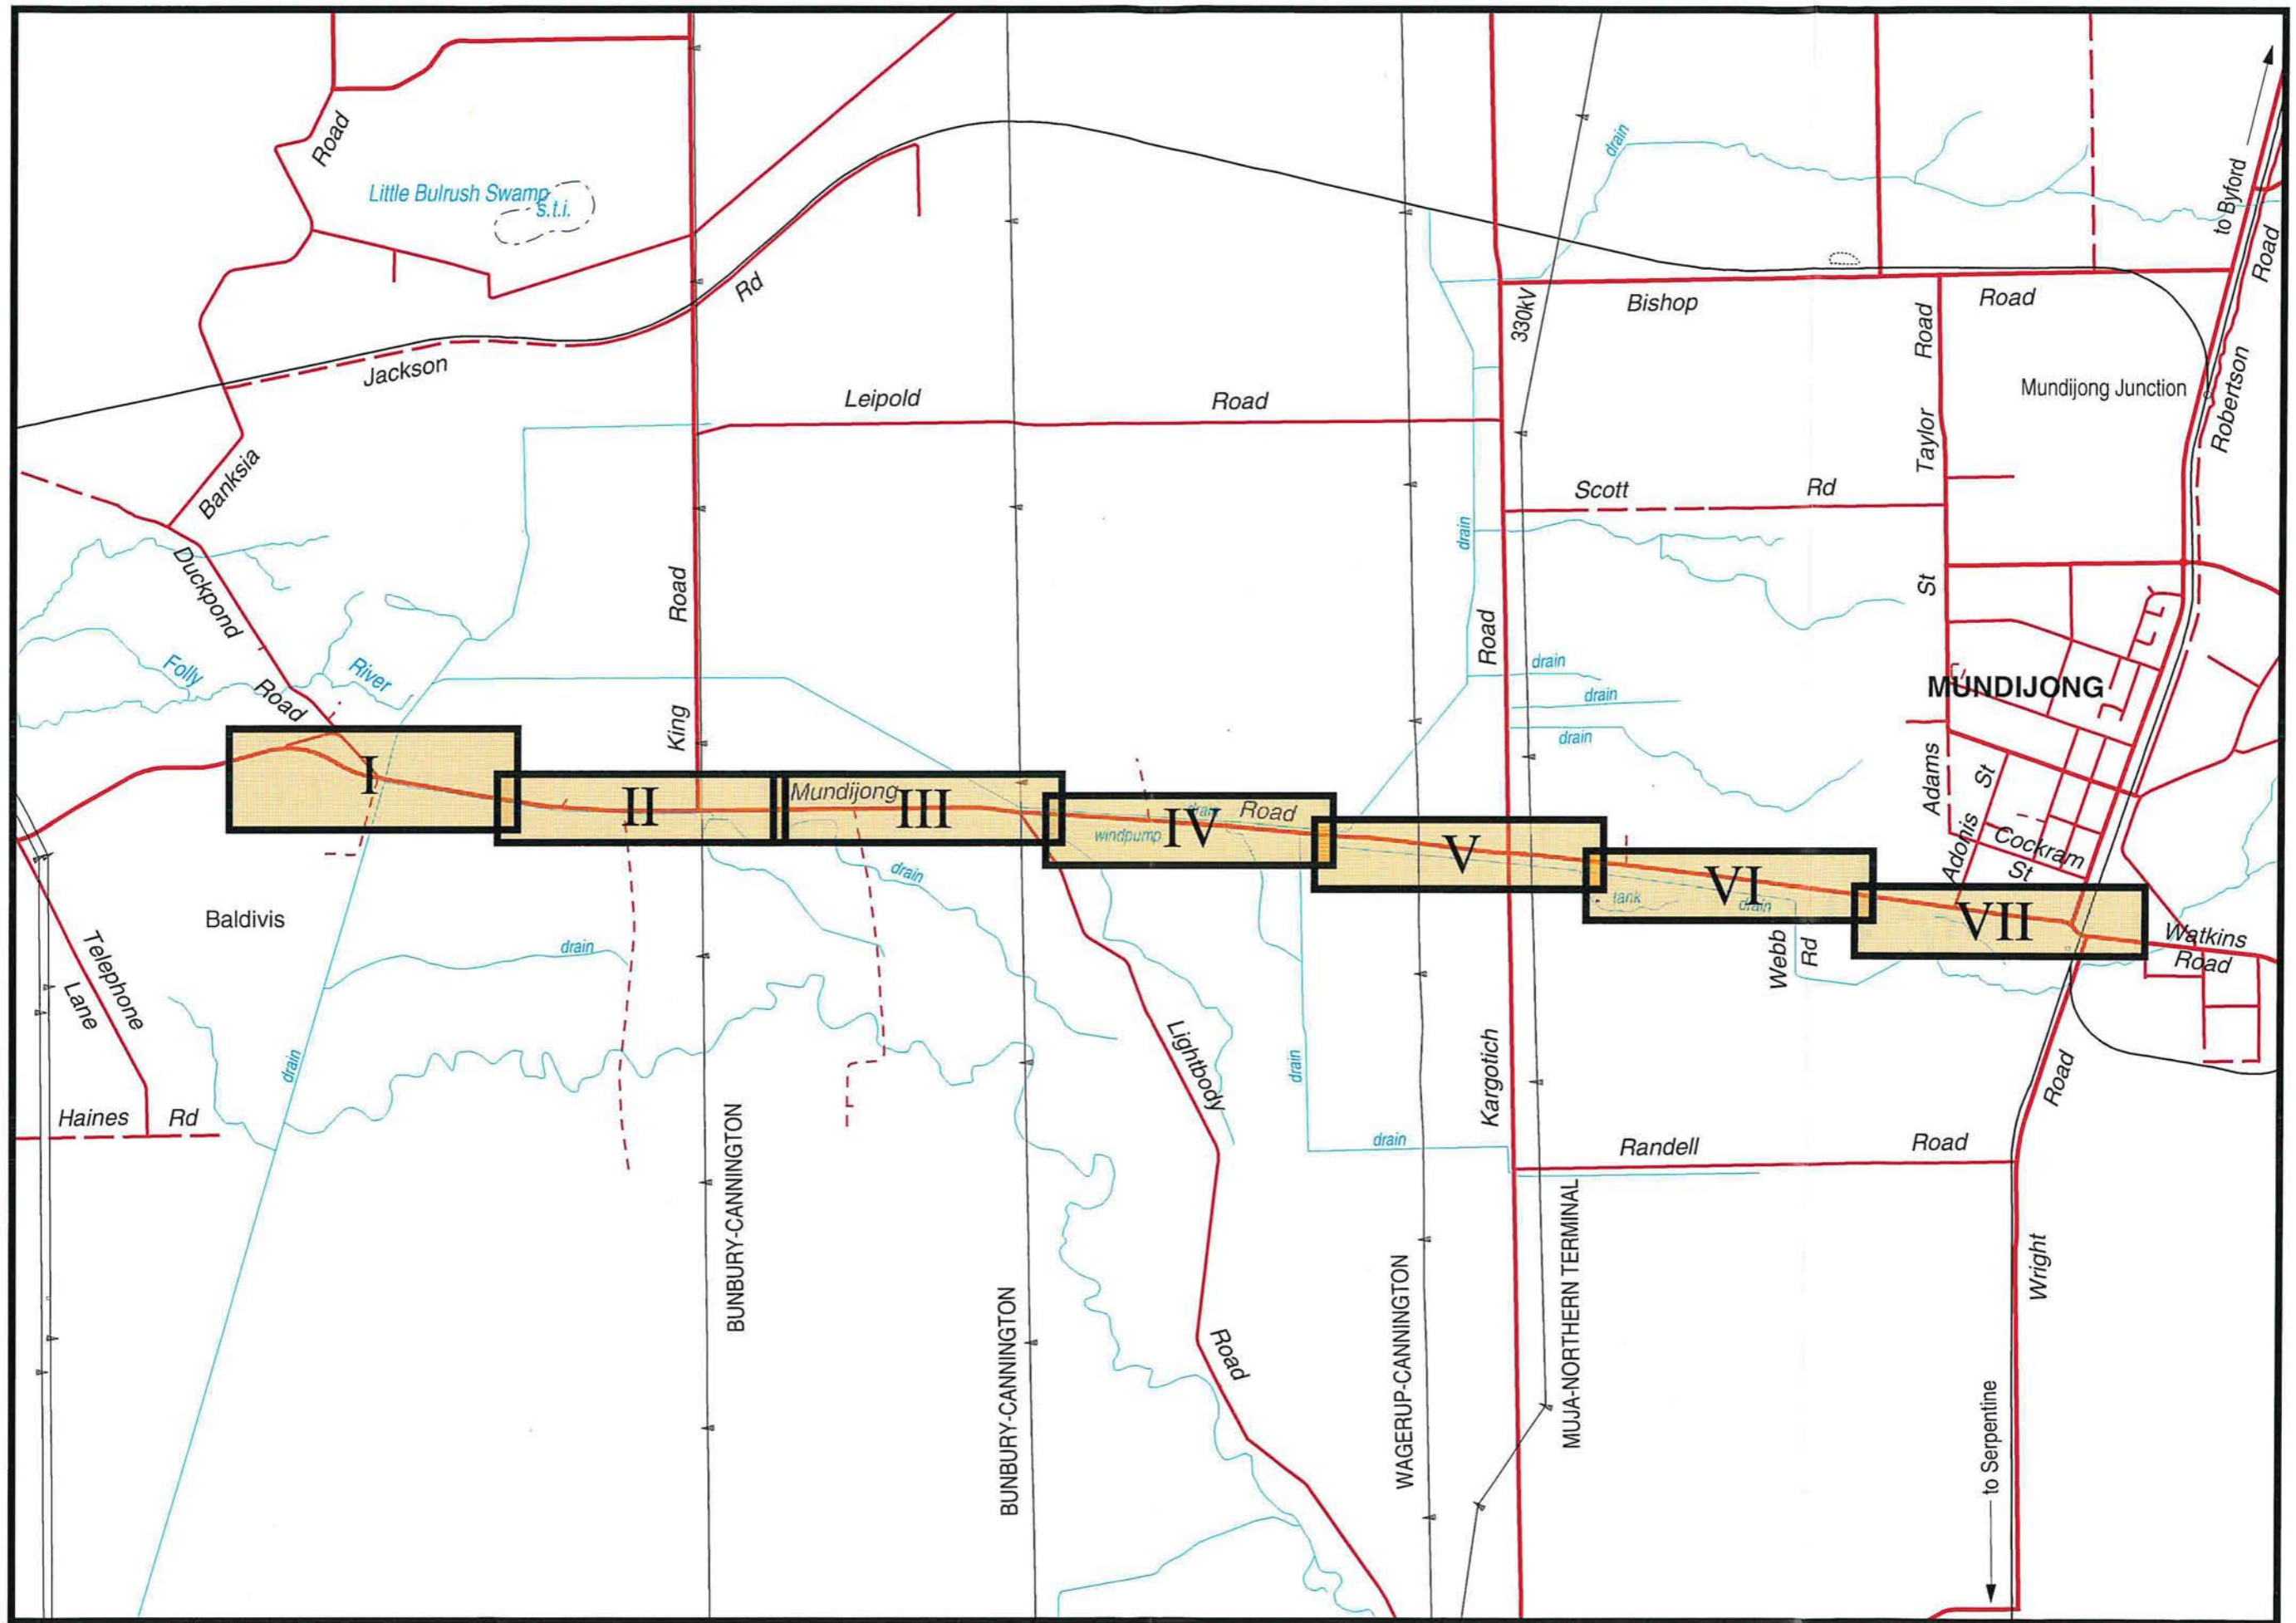 Road
Little Bulrush Swamp
s.t.i.
Rd
Jackson
Banksia
Duckpond
Folly
River
Road
Leipold Road
King Road
drain
330kV
Bishop Road
to Byford
Robertson Road
Mundijong Junction
Taylor Road
Scott Rd
drain
St
Road
drain
drain
drain
MUNDIJONG
Adams
St
Adonis
Cockram
St
I
II
Mundijong
III
windpump
drain
IV
Road
V
tank
VI
drain
VII
Watkins
Road
Webb
Rd
Baldivis
Telephone
Lane
Haines Rd
drain
drain
drain
Lightbody
Road
drain
drain
Kargotich
Randell Road
Road
Wright
BUNBURY-CANNINGTON
BUNBURY-CANNINGTON
WAGERUP-CANNINGTON
MUJA-NORTHERN TERMINAL
to Serpentine